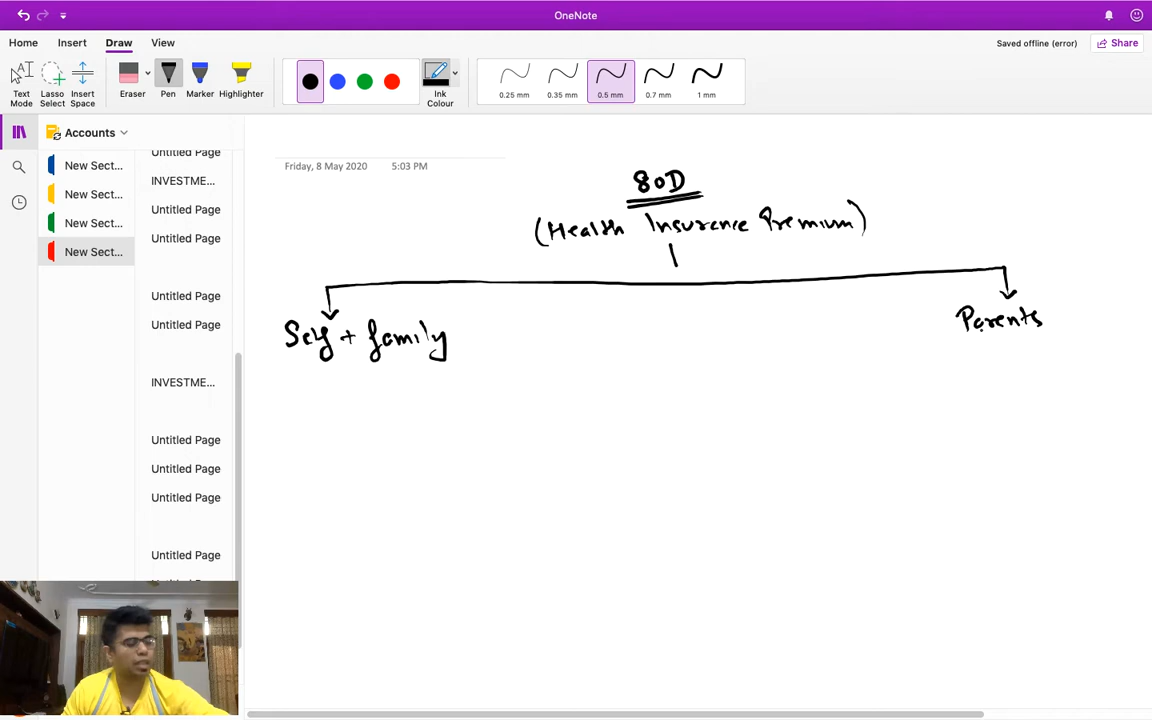 OneNote
Home Insert Draw View
Saved offline (error) Share
Text Mode
Lasso Select
Insert Space
Eraser
Pen
Marker
Highlighter
Ink Colour
0.25 mm 0.35 mm 0.5 mm 0.7 mm 1 mm
Accounts
New Sect...
New Sect...
New Sect...
New Sect...
Untitled Page
INVESTME...
Untitled Page
Untitled Page
Untitled Page
Untitled Page
INVESTME...
Untitled Page
Untitled Page
Untitled Page
Untitled Page
Friday, 8 May 2020 5:03 PM
80D
(Health Insurance Premium)
Self + family
Parents